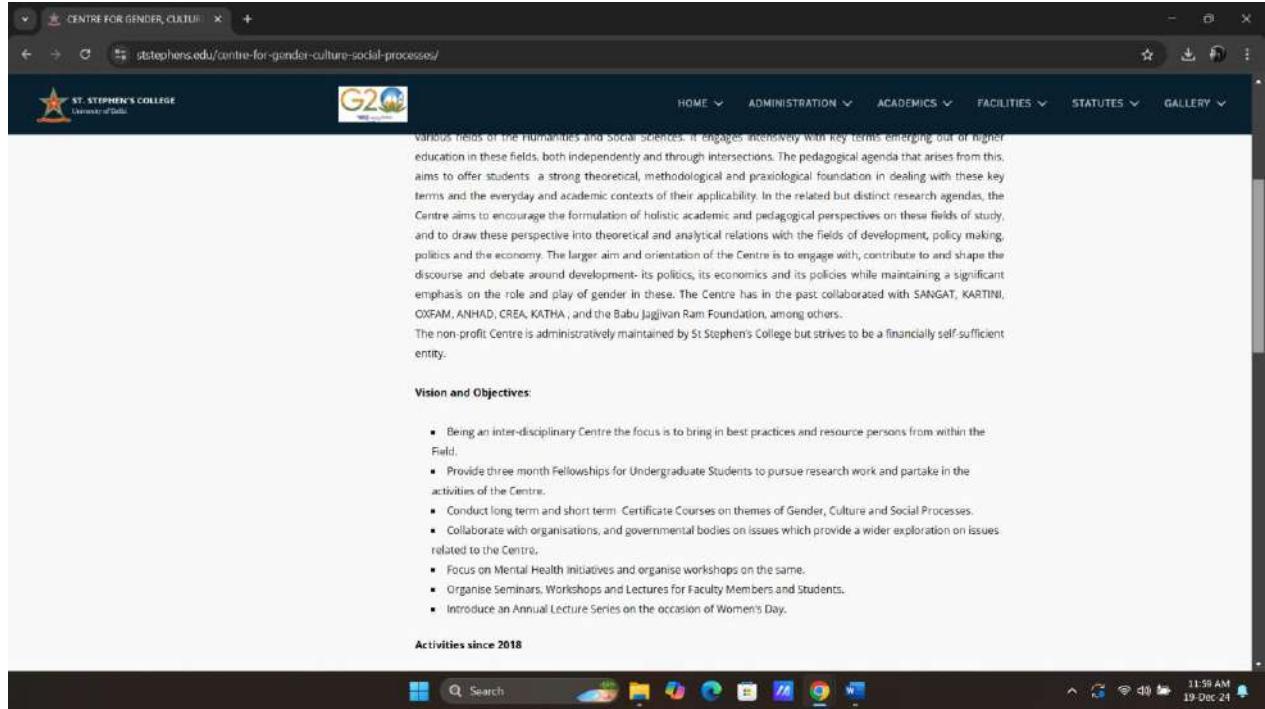 CENTRE FOR GENDER, CULTUR
ststephens.edu/centre-for-gender-culture-social-processes/
ST. STEPHEN'S COLLEGE
University of Delhi
G20
HOME
ADMINISTRATION
ACADEMICS
FACILITIES
STATUTES
GALLERY
various fields of the Humanities and Social Sciences. It engages intensively with key terms emerging out of higher
education in these fields, both independently and through intersections. The pedagogical agenda that arises from this,
aims to offer students a strong theoretical, methodological and praxiological foundation in dealing with these key
terms and the everyday and academic contexts of their applicability. In the related but distinct research agendas, the
Centre aims to encourage the formulation of holistic academic and pedagogical perspectives on these fields of study,
and to draw these perspective into theoretical and analytical relations with the fields of development, policy making,
politics and the economy. The larger aim and orientation of the Centre is to engage with, contribute to and shape the
discourse and debate around development- its politics, its economics and its policies while maintaining a significant
emphasis on the role and play of gender in these. The Centre has in the past collaborated with SANGAT, KARTINI,
OXFAM, ANHAD, CREA, KATHA , and the Babu Jagjivan Ram Foundation, among others.
The non-profit Centre is administratively maintained by St Stephen's College but strives to be a financially self-sufficient
entity.
Vision and Objectives:
▪ Being an inter-disciplinary Centre the focus is to bring in best practices and resource persons from within the
Field.
▪ Provide three month Fellowships for Undergraduate Students to pursue research work and partake in the
activities of the Centre.
▪ Conduct long term and short term Certificate Courses on themes of Gender, Culture and Social Processes.
▪ Collaborate with organisations, and governmental bodies on issues which provide a wider exploration on issues
related to the Centre.
▪ Focus on Mental Health Initiatives and organise workshops on the same.
▪ Organise Seminars, Workshops and Lectures for Faculty Members and Students.
▪ Introduce an Annual Lecture Series on the occasion of Women's Day.
Activities since 2018
Search
11:59 AM
19-Dec-24